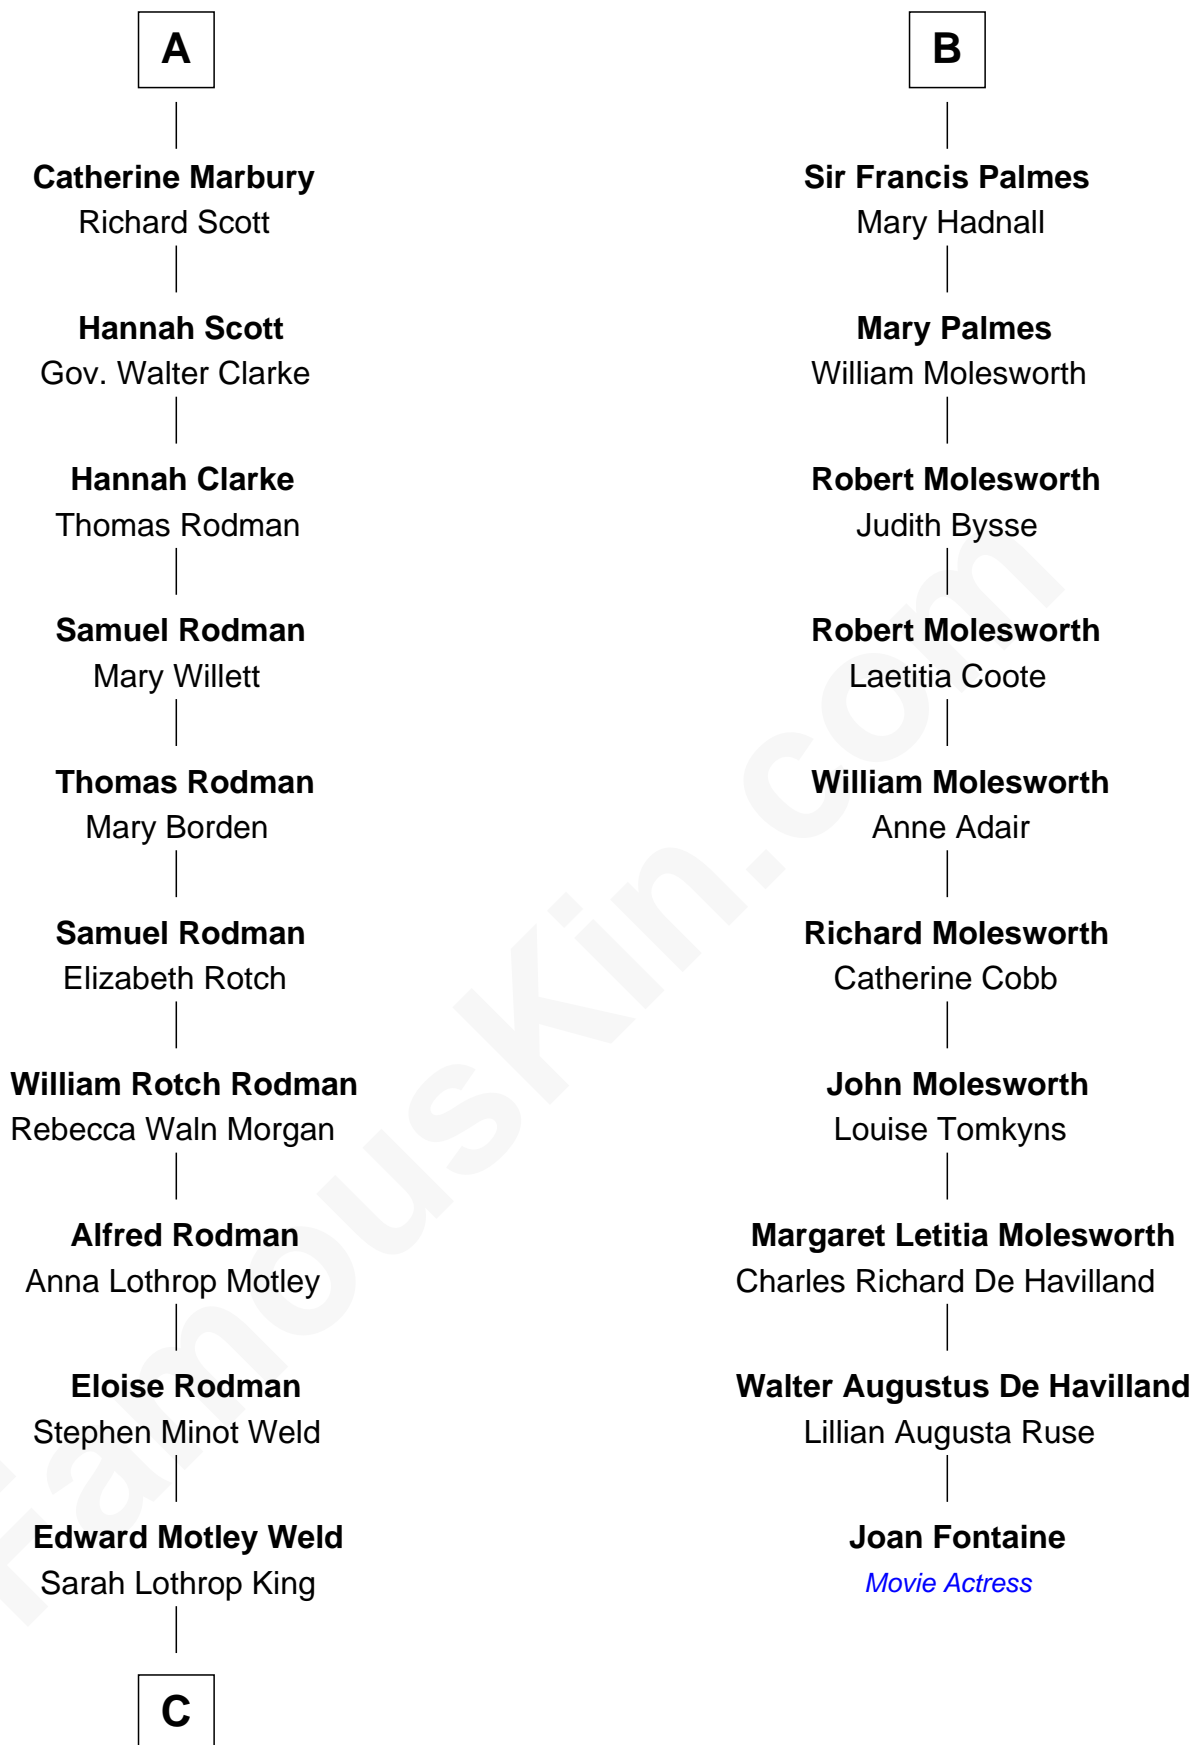 A
Catherine Marbury
Richard Scott
Hannah Scott
Gov. Walter Clarke
Hannah Clarke
Thomas Rodman
Samuel Rodman
Mary Willett
Thomas Rodman
Mary Borden
Samuel Rodman
Elizabeth Rotch
William Rotch Rodman
Rebecca Waln Morgan
Alfred Rodman
Anna Lothrop Motley
Eloise Rodman
Stephen Minot Weld
Edward Motley Weld
Sarah Lothrop King
C
B
Sir Francis Palmes
Mary Hadnall
Mary Palmes
William Molesworth
Robert Molesworth
Judith Bysse
Robert Molesworth
Laetitia Coote
William Molesworth
Anne Adair
Richard Molesworth
Catherine Cobb
John Molesworth
Louise Tomkyns
Margaret Letitia Molesworth
Charles Richard De Havilland
Walter Augustus De Havilland
Lillian Augusta Ruse
Joan Fontaine
Movie Actress
FamousKin.com